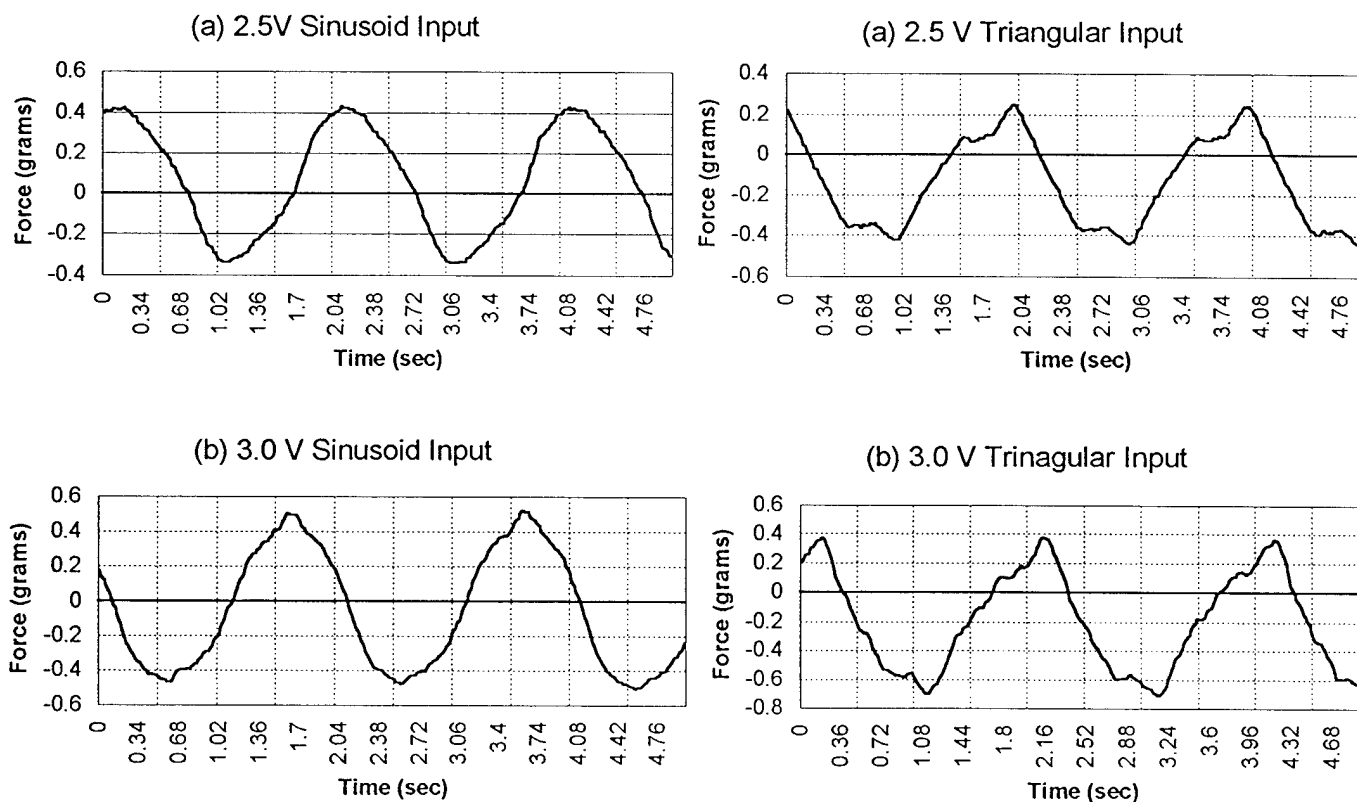 (a) 2.5V Sinusoid Input
Force (grams)
0.6
0.4
0.2
0
-0.2
-0.4
0 0.34 0.68 1.02 1.36 1.7 2.04 2.38 2.72 3.06 3.4 3.74 4.08 4.42 4.76
Time (sec)
(a) 2.5 V Triangular Input
Force (grams)
0.4
0.2
0
-0.2
-0.4
-0.6
0 0.34 0.68 1.02 1.36 1.7 2.04 2.38 2.72 3.06 3.4 3.74 4.08 4.42 4.76
Time (sec)
(b) 3.0 V Sinusoid Input
Force (grams)
0.6
0.4
0.2
0
-0.2
-0.4
-0.6
0 0.34 0.68 1.02 1.36 1.7 2.04 2.38 2.72 3.06 3.4 3.74 4.08 4.42 4.76
Time (sec)
(b) 3.0 V Trinagular Input
Force (grams)
0.6
0.4
0.2
0
-0.2
-0.4
-0.6
-0.8
0 0.36 0.72 1.08 1.44 1.8 2.16 2.52 2.88 3.24 3.6 3.96 4.32 4.68
Time (sec)